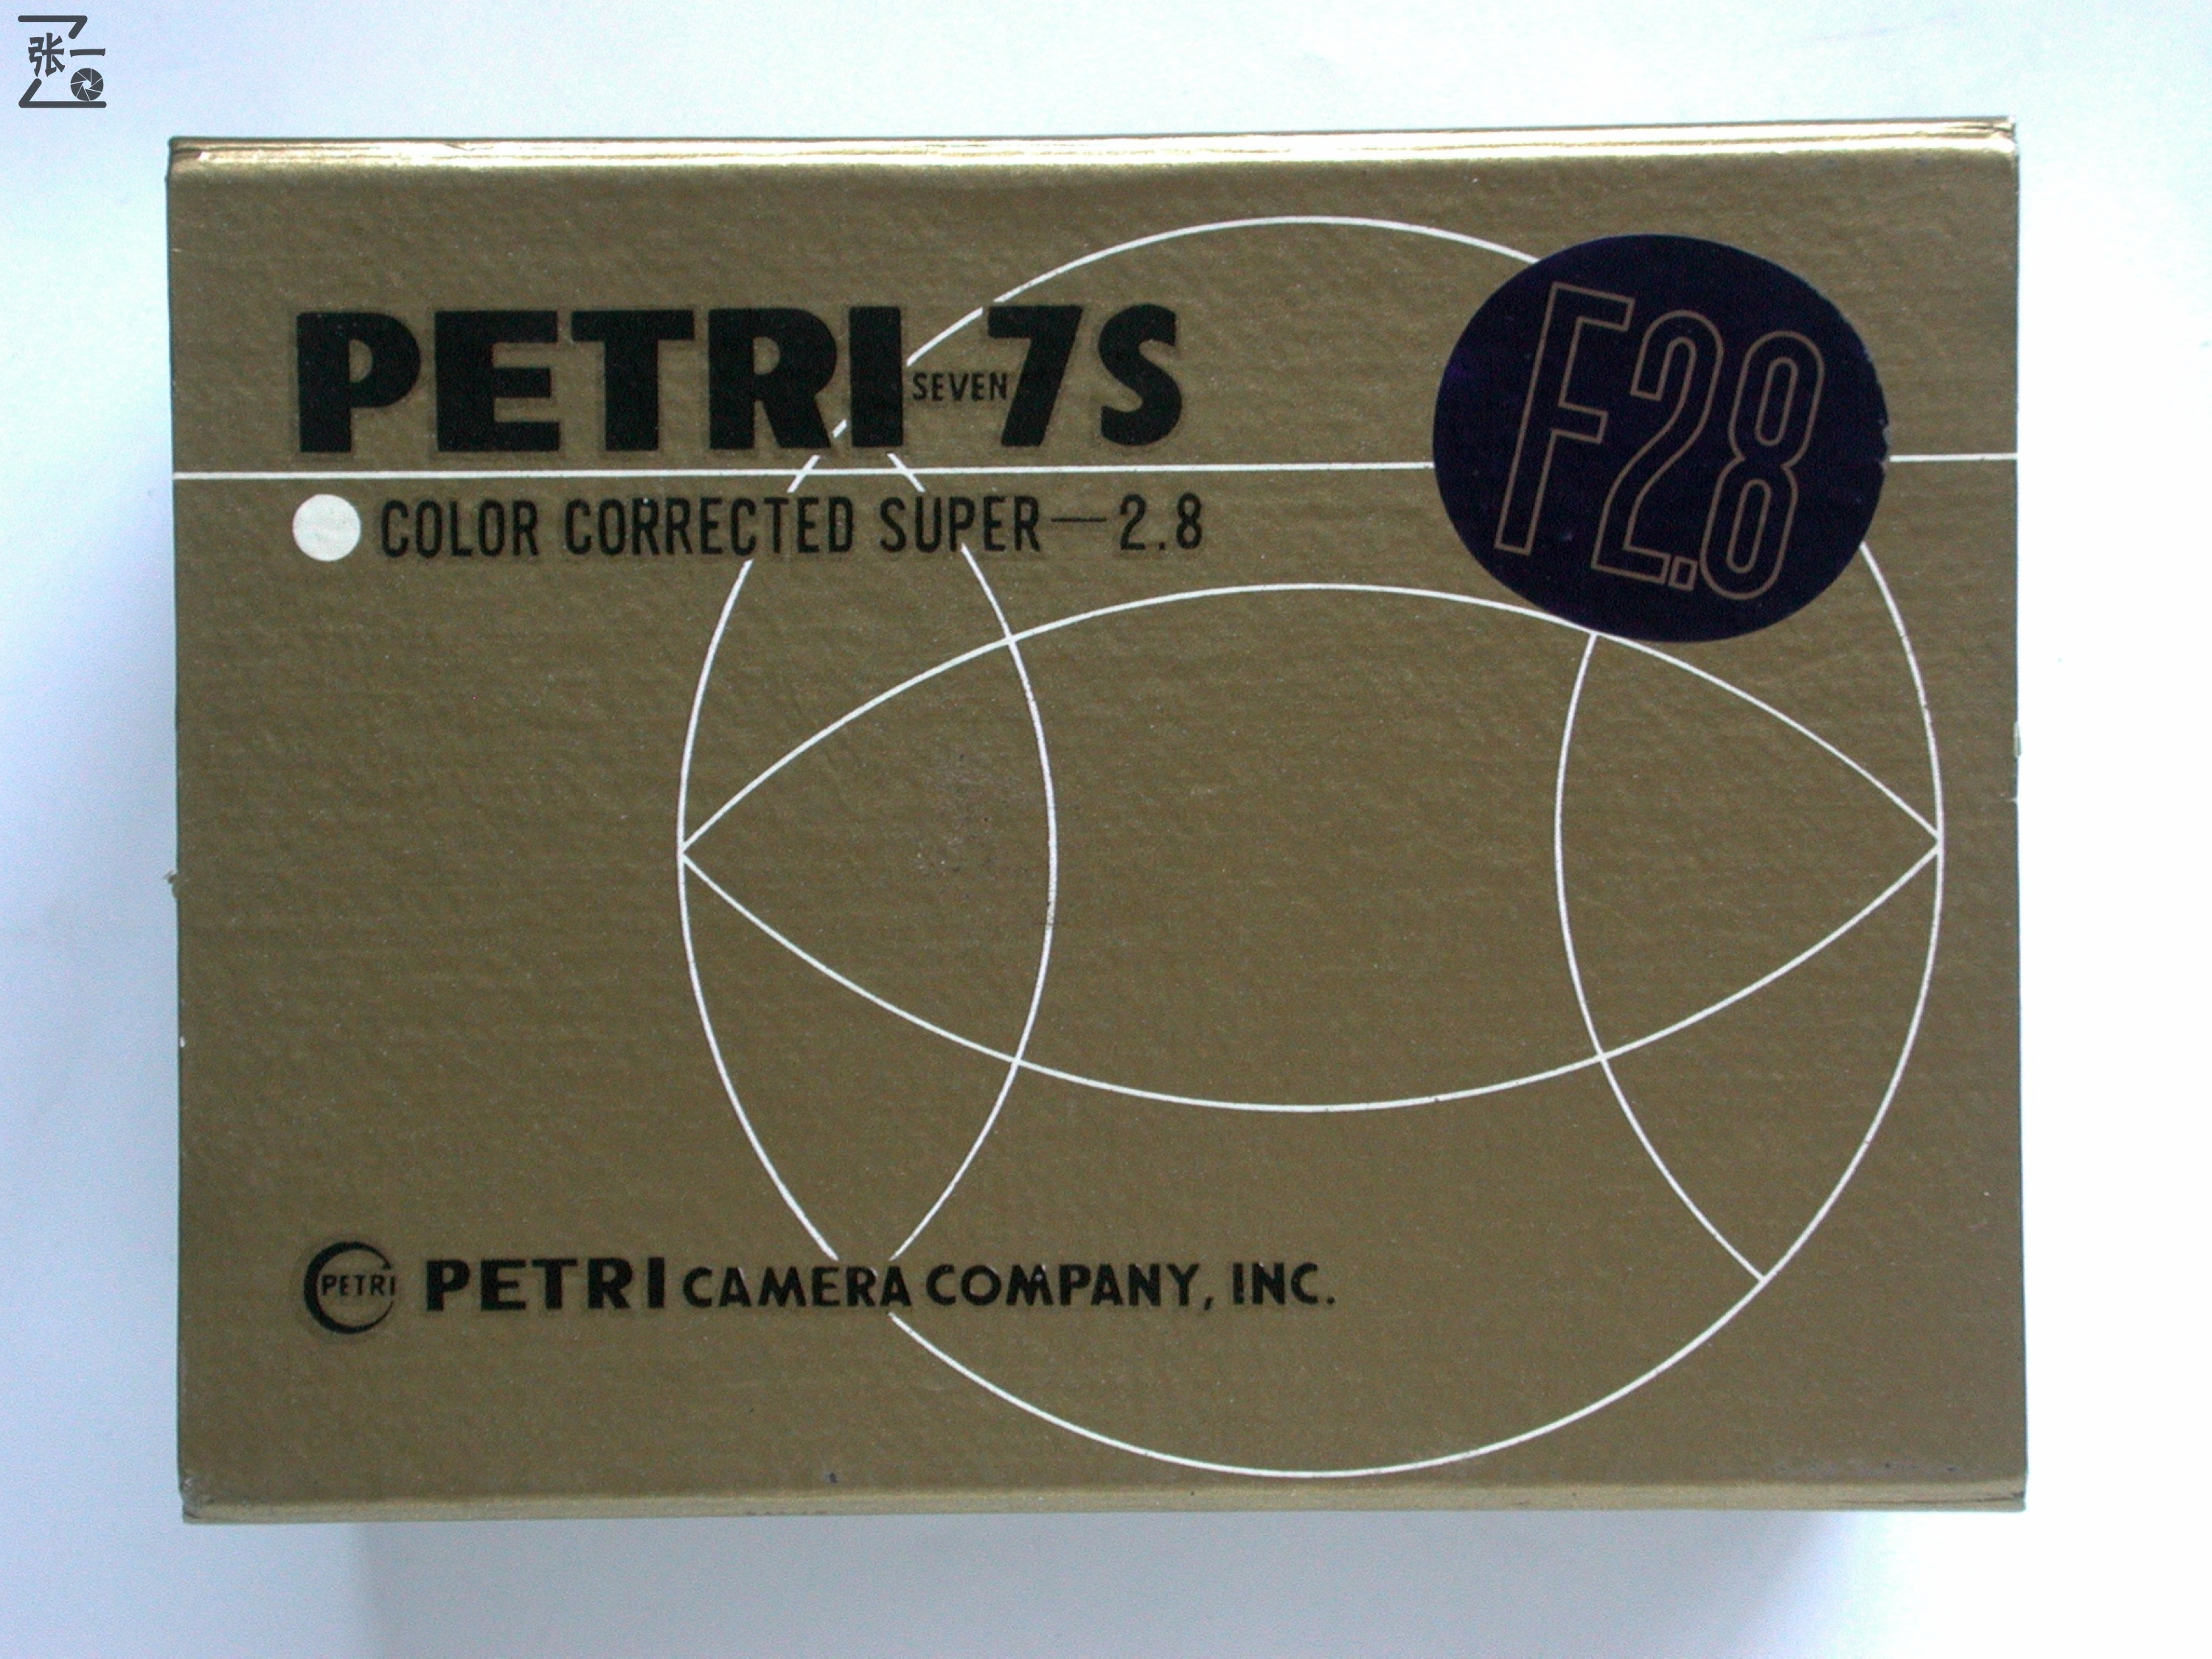 张一
PETRI SEVEN 7S
F2.8
COLOR CORRECTED SUPER—2.8
PETRI PETRI CAMERA COMPANY, INC.